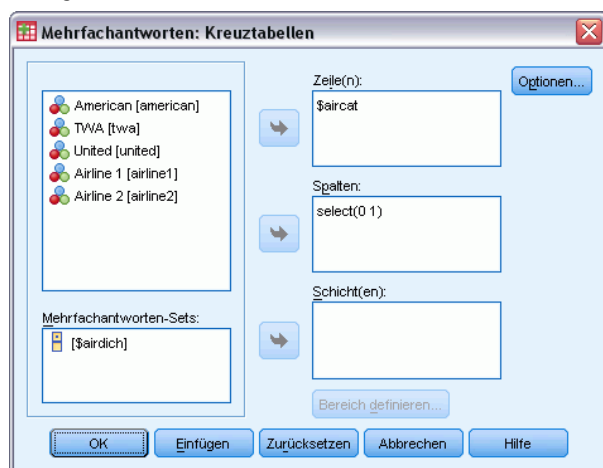 Mehrfachantworten: Kreuztabellen
American [american]
TWA [twa]
United [united]
Airline 1 [airline1]
Airline 2 [airline2]
Mehrfachantworten-Sets:
[$airdich]
Zeile(n):
$aircat
Spalten:
select(0 1)
Schicht(en):
Bereich definieren...
Optionen...
OK Einfügen Zurücksetzen Abbrechen Hilfe